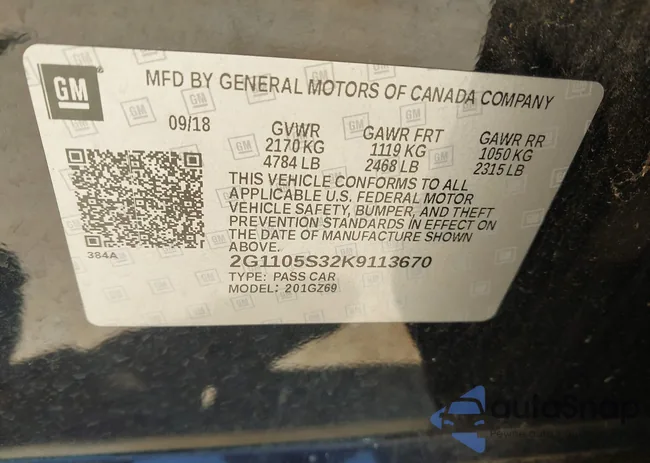 GM
MFD BY GENERAL MOTORS OF CANADA COMPANY
09/18
GVWR
2170 KG
4784 LB
GAWR FRT
1119 KG
2468 LB
GAWR RR
1050 KG
2315 LB
THIS VEHICLE CONFORMS TO ALL
APPLICABLE U.S. FEDERAL MOTOR
VEHICLE SAFETY, BUMPER, AND THEFT
PREVENTION STANDARDS IN EFFECT ON
THE DATE OF MANUFACTURE SHOWN
ABOVE.
384A
2G1105S32K9113670
TYPE: PASS CAR
MODEL: 201GZ69